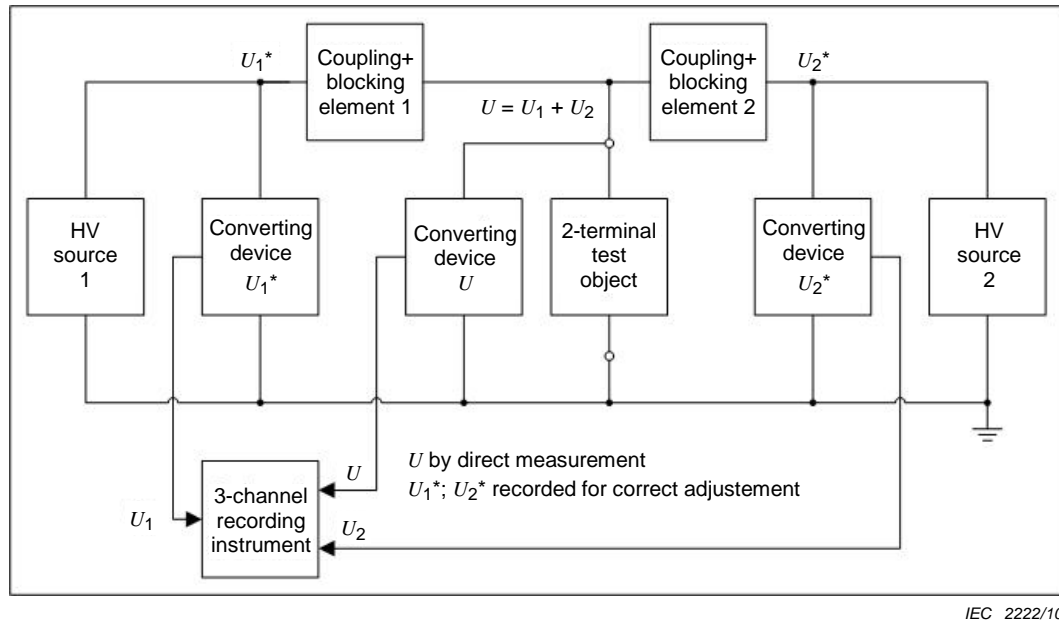 U1*
Coupling+
blocking
element 1
U = U1 + U2
Coupling+
blocking
element 2
U2*
HV
source
1
Converting
device
U1*
Converting
device
U
2-terminal
test
object
Converting
device
U2*
HV
source
2
U1
3-channel
recording
instrument
U
U2
U by direct measurement
U1*; U2* recorded for correct adjustement
IEC 2222/10